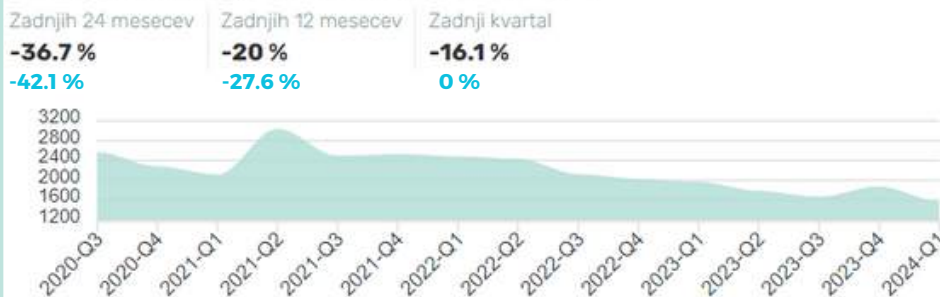 Zadnjih 24 mesecev Zadnjih 12 mesecev Zadnji kvartal
-36.7 % -20 % -16.1 %
-42.1 % -27.6 % 0 %
3200
2800
2400
2000
1600
1200
2020-Q3 2020-Q4 2021-Q1 2021-Q2 2021-Q3 2021-Q4 2022-Q1 2022-Q2 2022-Q3 2022-Q4 2023-Q1 2023-Q2 2023-Q3 2023-Q4 2024-Q1